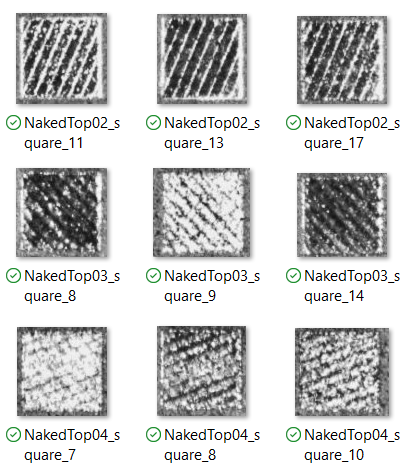 NakedTop02_s
quare_11
NakedTop02_s
quare_13
NakedTop02_s
quare_17
NakedTop03_s
quare_8
NakedTop03_s
quare_9
NakedTop03_s
quare_14
NakedTop04_s
quare_7
NakedTop04_s
quare_8
NakedTop04_s
quare_10